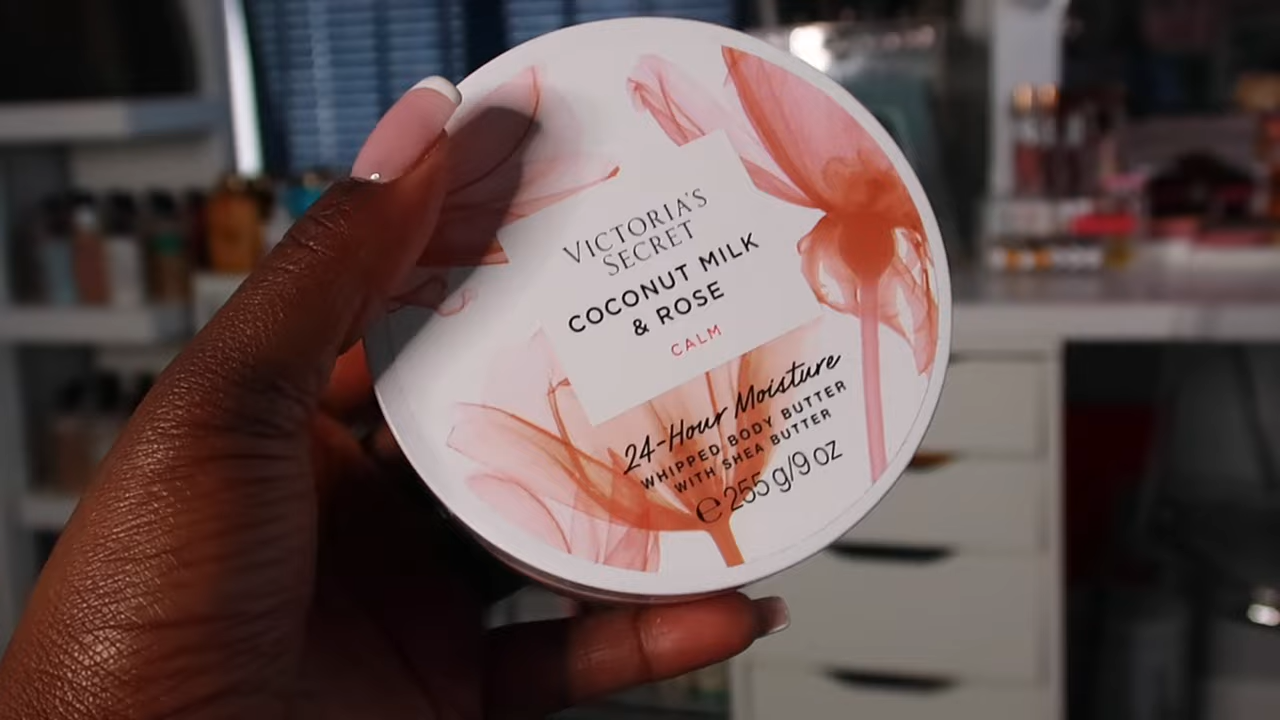 VICTORIA'S
SECRET
COCONUT MILK
& ROSE
CALM
24-Hour Moisture
WHIPPED BODY BUTTER
WITH SHEA BUTTER
℮ 255 g/9 OZ